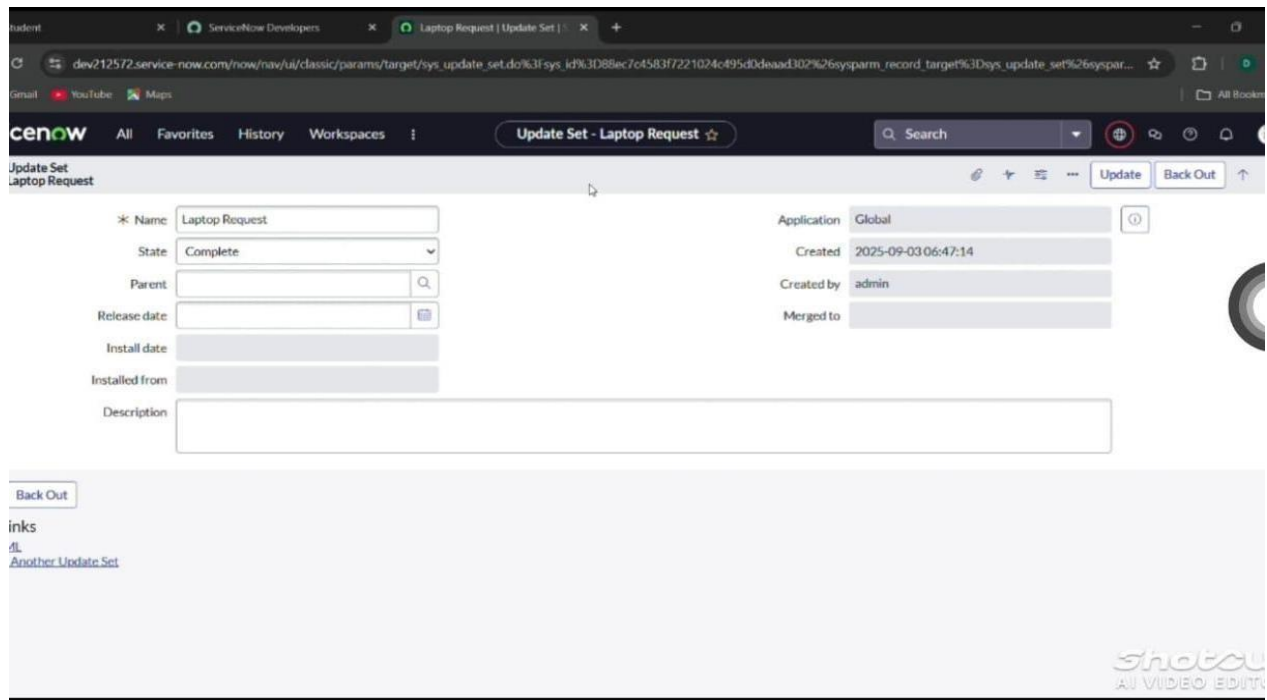 tudent ServiceNow Developers Laptop Request | Update Set |
dev212572.service-now.com/now/nav/ui/classic/params/target/sys_update_set.do%3Fsys_id%3D88ec7c4583f7221024c495d0deaad302%26sysparm_record_target%3Dsys_update_set%26syspar...
Gmail YouTube Maps All Bookm
cenow All Favorites History Workspaces Update Set - Laptop Request Search
Update Set
Laptop Request
Update Back Out
Name Laptop Request Application Global
State Complete Created 2025-09-03 06:47:14
Parent Created by admin
Release date Merged to
Install date
Installed from
Description
Back Out
inks
ML
Another Update Set
Shotcu
AI VIDEO EDIT